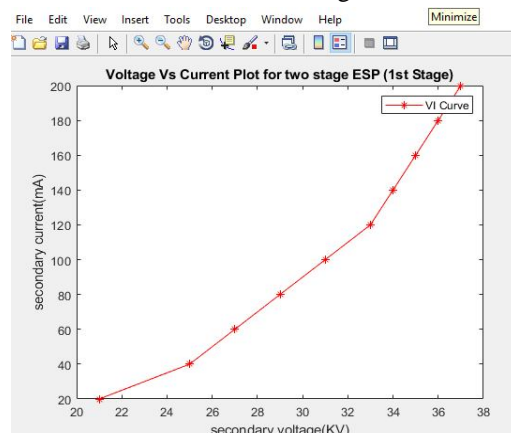 File Edit View Insert Tools Desktop Window Help
Minimize
Voltage Vs Current Plot for two stage ESP (1st Stage)
VI Curve
200
180
160
140
120
100
80
60
40
20
secondary current(mA)
20 22 24 26 28 30 32 34 36 38
secondary voltage(KV)